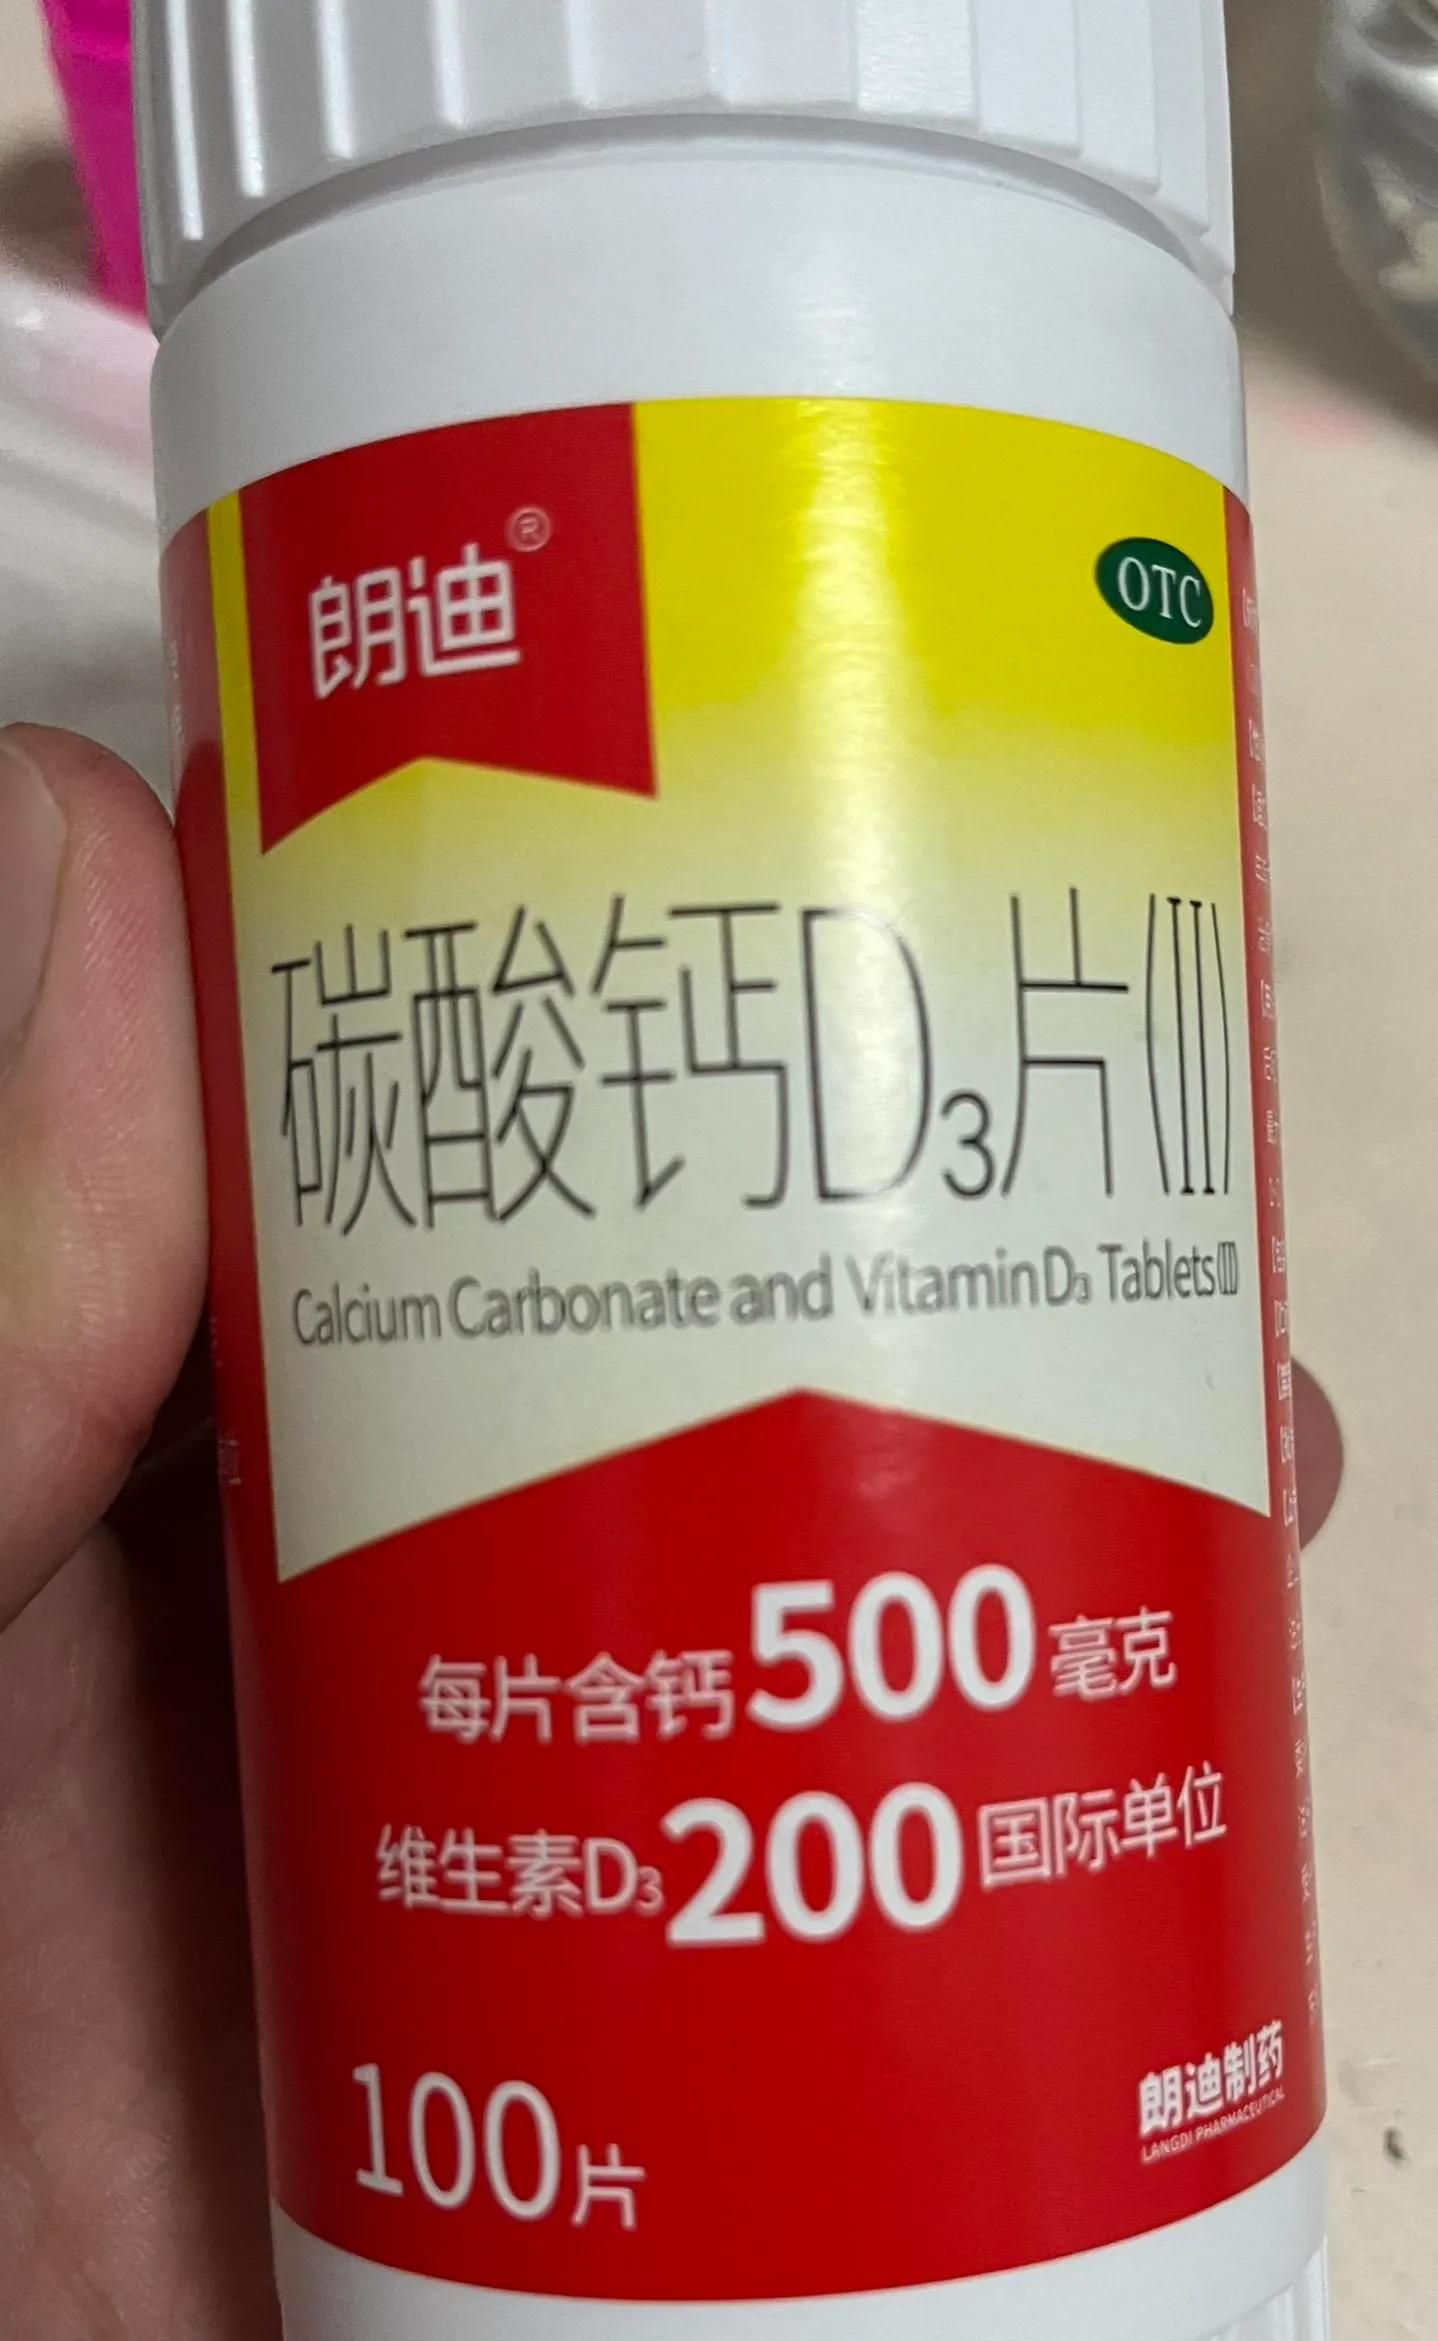 朗迪®
OTC
碳酸钙D₃片(II)
Calcium Carbonate and Vitamin D₃ Tablets(II)
每片含钙500毫克
维生素D₃200国际单位
100片
朗迪制药
LANGDI PHARMACEUTICAL